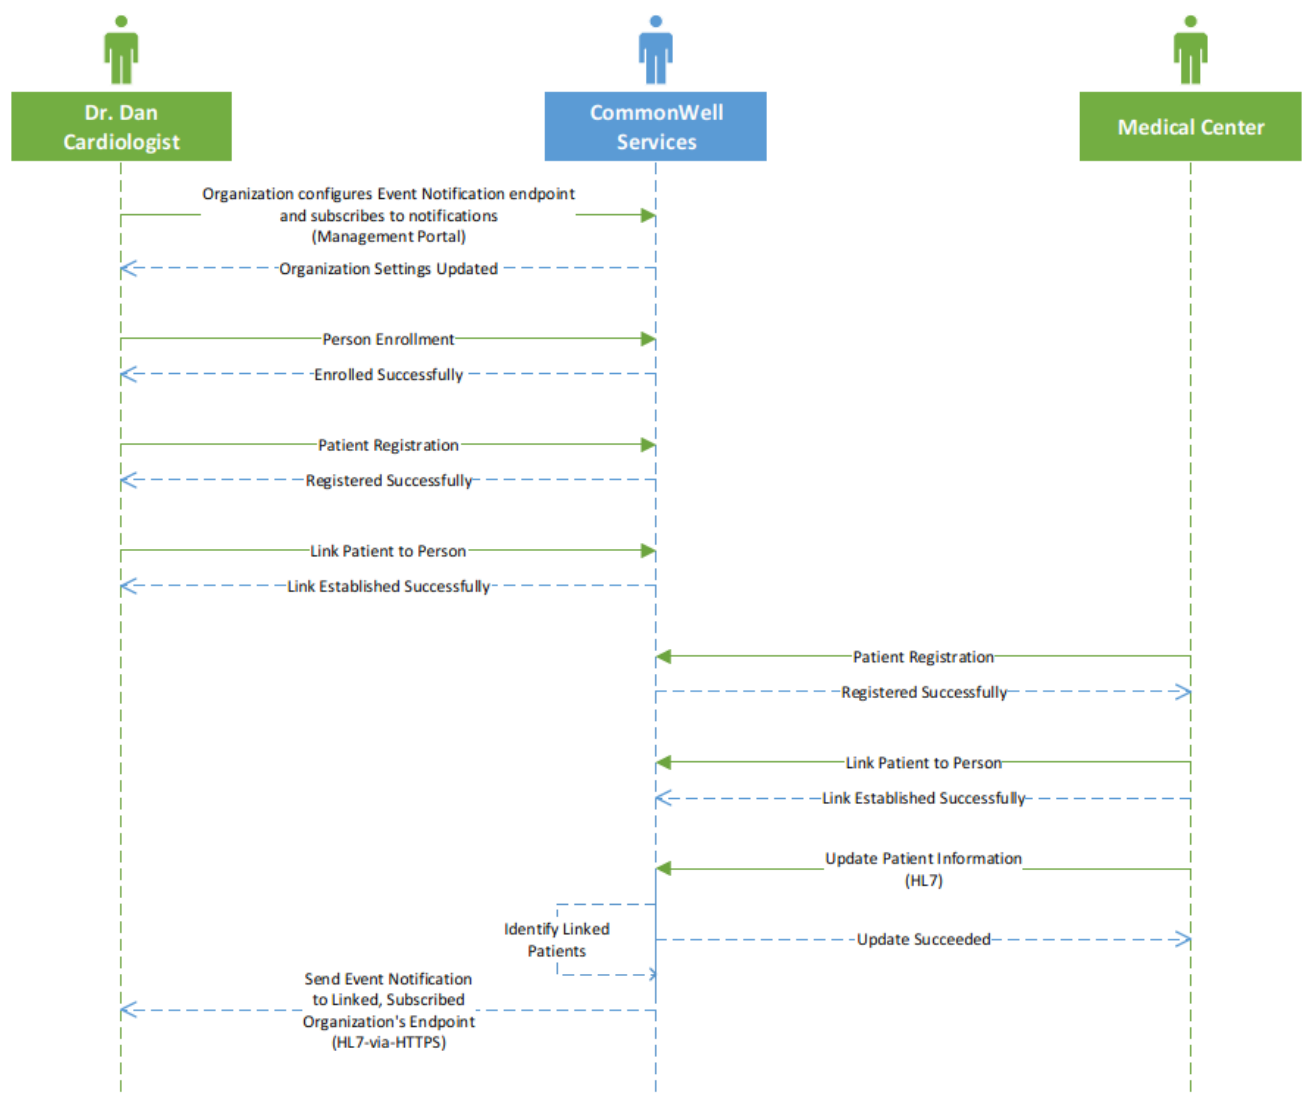 Dr. Dan
Cardiologist
CommonWell
Services
Medical Center
Organization configures Event Notification endpoint
and subscribes to notifications
(Management Portal)
Organization Settings Updated
Person Enrollment
Enrolled Successfully
Patient Registration
Registered Successfully
Link Patient to Person
Link Established Successfully
Patient Registration
Registered Successfully
Link Patient to Person
Link Established Successfully
Update Patient Information
(HL7)
Identify Linked
Patients
Update Succeeded
Send Event Notification
to Linked, Subscribed
Organization's Endpoint
(HL7-via-HTTPS)